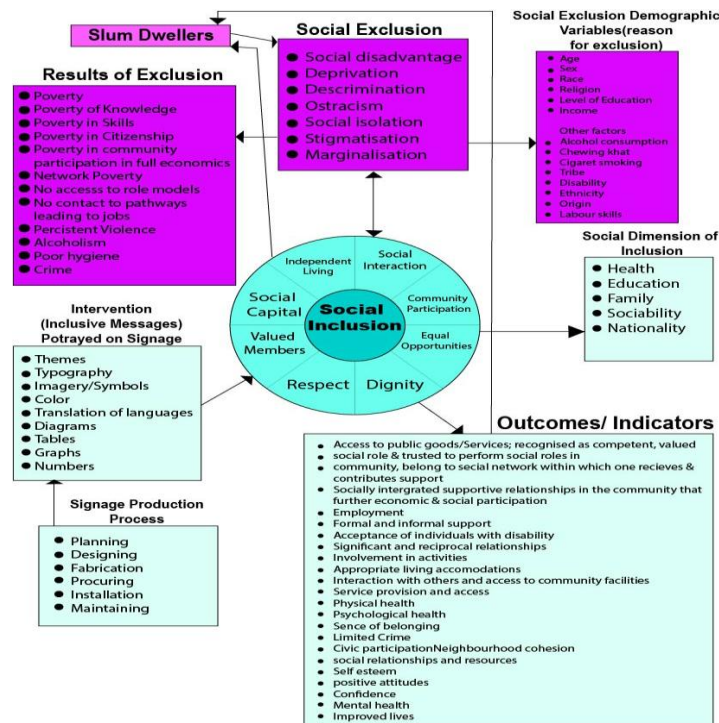 Slum Dwellers
Social Exclusion
Social disadvantage
Deprivation
Descrimination
Ostracism
Social isolation
Stigmatisation
Marginalisation
Social Exclusion Demographic
Variables(reason
for exclusion)
Age
Sex
Race
Religion
Level of Education
Income
Other factors
Alcohol consumption
Chewing khat
Cigaret smoking
Tribe
Disability
Ethnicity
Origin
Labour skills
Results of Exclusion
Poverty
Poverty of Knowledge
Poverty in Skills
Poverty in Citizenship
Poverty in community
participation in full economics
Network Poverty
No accesss to role models
No contact to pathways
leading to jobs
Percistent Violence
Alcoholism
Poor hygiene
Crime
Social Inclusion
Independent
Living
Social
Interaction
Community
Participation
Equal
Opportunities
Dignity
Respect
Valued
Members
Social
Capital
Social Dimension of
Inclusion
Health
Education
Family
Sociability
Nationality
Intervention
(Inclusive Messages)
Potrayed on Signage
Themes
Typography
Imagery/Symbols
Color
Translation of languages
Diagrams
Tables
Graphs
Numbers
Signage Production
Process
Planning
Designing
Fabrication
Procuring
Installation
Maintaining
Outcomes/ Indicators
Access to public goods/Services; recognised as competent, valued
social role & trusted to perform social roles in
community, belong to secial network within which one recieves &
contributes support
Socially intergrated supportive relationships in the community that
further economic & social participation
Employment
Formal and informal support
Acceptance of individuals with disability
Significant and reciprocal relationships
Involvement in activities
Appropriate living accomodations
Interaction with others and access to community facilities
Service provision and access
Physical health
Psychological health
Sence of belonging
Limited Crime
Civic participationNeighbourhood cohesion
social relationships and resources
Self esteem
positive attitudes
Confidence
Mental health
Improved lives